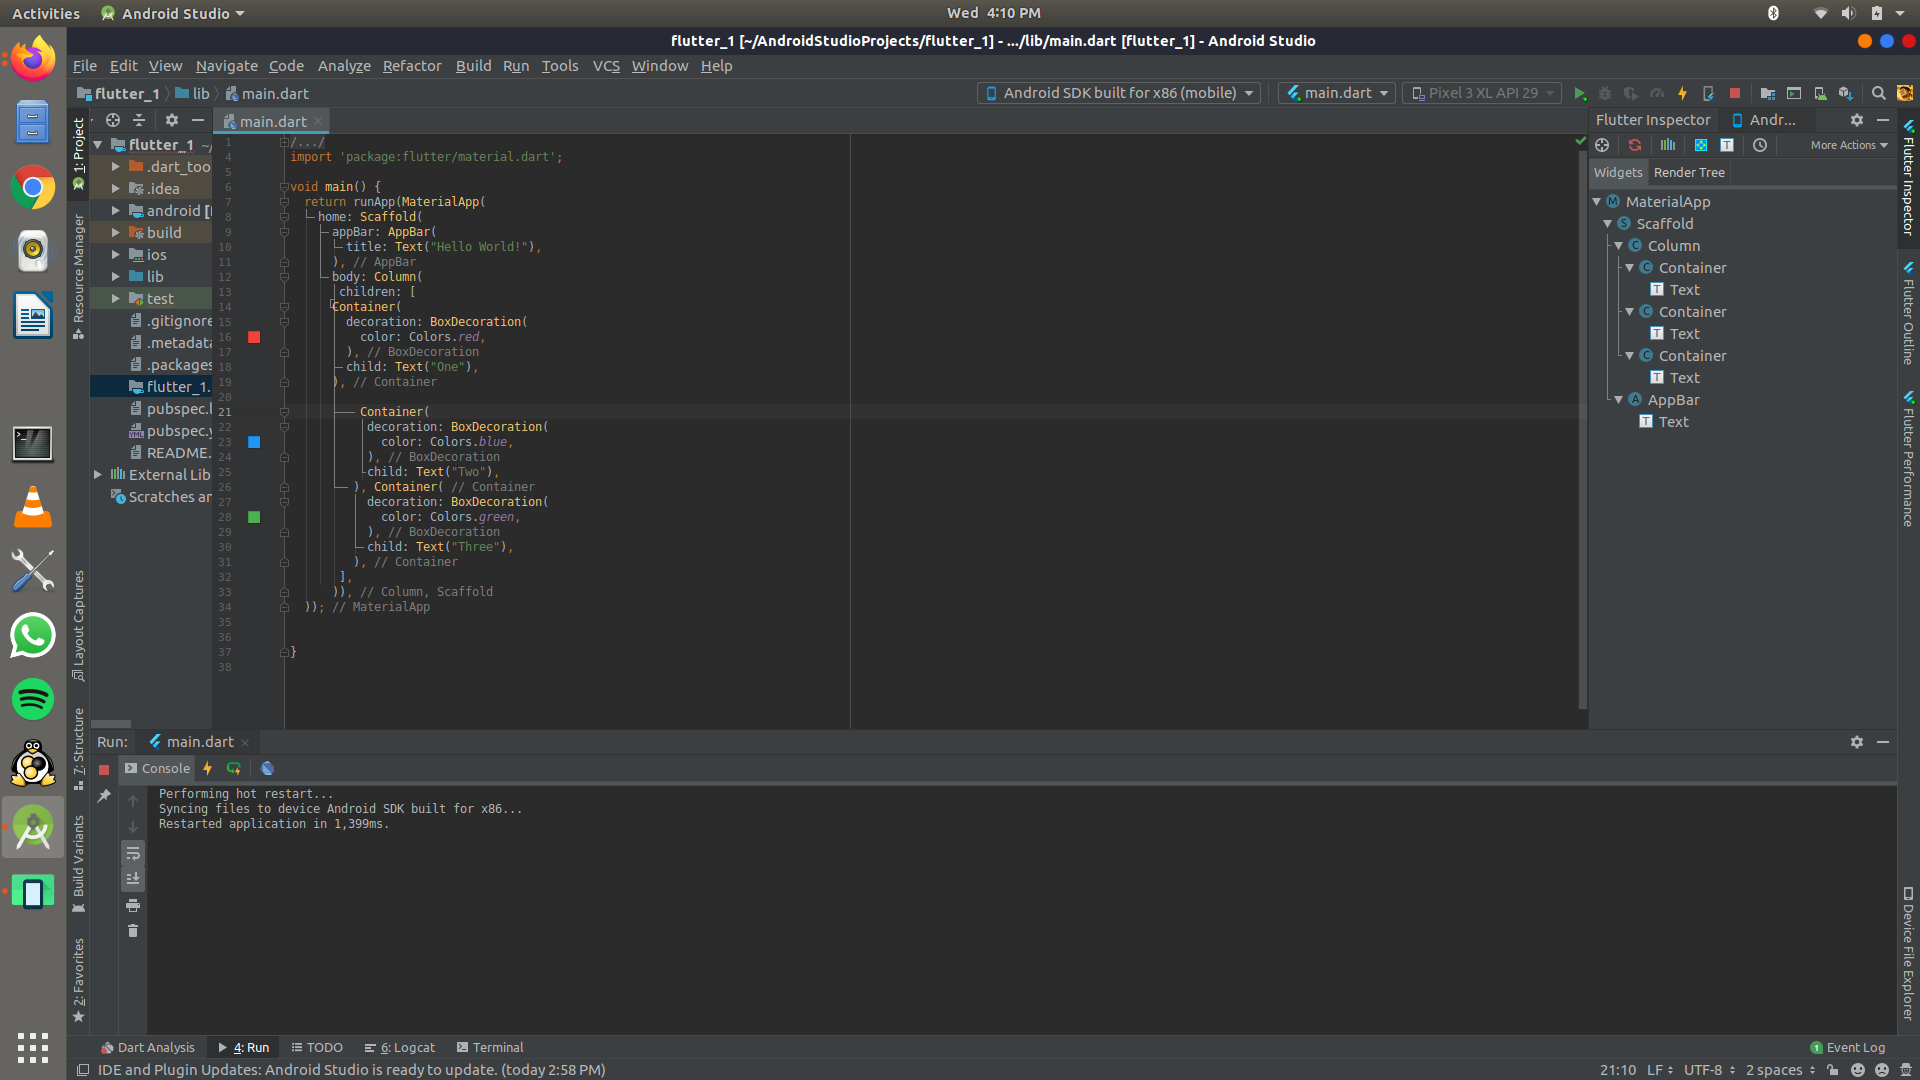 Activities Android Studio Wed 4:10 PM
flutter_1 [~/AndroidStudioProjects/flutter_1] - .../lib/main.dart [flutter_1] - Android Studio
File Edit View Navigate Code Analyze Refactor Build Run Tools VCS Window Help
flutter_1 lib main.dart Android SDK built for x86 (mobile) main.dart Pixel 3 XL API 29
1: Project
Resource Manager
Layout Captures
7: Structure
Build Variants
2: Favorites
flutter_1 ~/
.dart_too
.idea
android [
build
ios
lib
test
.gitignore
.metadata
.packages
flutter_1.
pubspec.l
pubspec.y
README.
External Lib
Scratches an
main.dart
1 /.../
4 import 'package:flutter/material.dart';
5
6 void main() {
7 return runApp(MaterialApp(
8 home: Scaffold(
9 appBar: AppBar(
10 title: Text("Hello World!"),
11 ), // AppBar
12 body: Column(
13 children: [
14 Container(
15 decoration: BoxDecoration(
16 color: Colors.red,
17 ), // BoxDecoration
18 child: Text("One"),
19 ), // Container
20
21 Container(
22 decoration: BoxDecoration(
23 color: Colors.blue,
24 ), // BoxDecoration
25 child: Text("Two"),
26 ), Container( // Container
27 decoration: BoxDecoration(
28 color: Colors.green,
29 ), // BoxDecoration
30 child: Text("Three"),
31 ), // Container
32 ],
33 )), // Column, Scaffold
34 )); // MaterialApp
35
36
37 }
38
Flutter Inspector Andr...
More Actions
Widgets Render Tree
MaterialApp
Scaffold
Column
Container
Text
Container
Text
Container
Text
AppBar
Text
Flutter Inspector
Flutter Outline
Flutter Performance
Device File Explorer
Run: main.dart
Console
Performing hot restart...
Syncing files to device Android SDK built for x86...
Restarted application in 1,399ms.
Dart Analysis 4: Run TODO 6: Logcat Terminal 1 Event Log
IDE and Plugin Updates: Android Studio is ready to update. (today 2:58 PM) 21:10 LF UTF-8 2 spaces